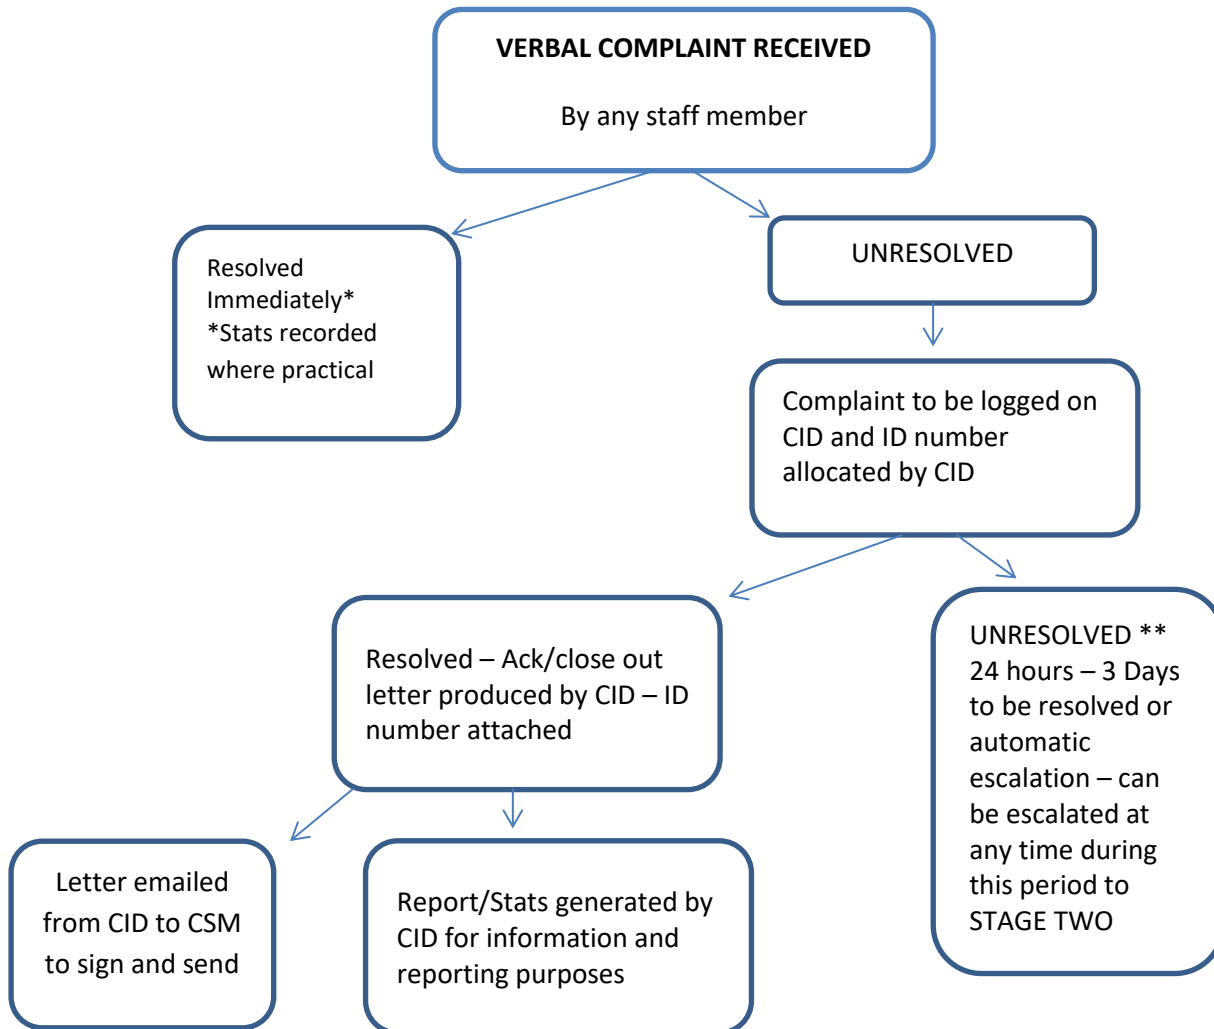 VERBAL COMPLAINT RECEIVED
By any staff member
Resolved
Immediately*
*Stats recorded
where practical
UNRESOLVED
Complaint to be logged on
CID and ID number
allocated by CID
Resolved – Ack/close out
letter produced by CID – ID
number attached
UNRESOLVED **
24 hours – 3 Days
to be resolved or
automatic
escalation – can
be escalated at
any time during
this period to
STAGE TWO
Letter emailed
from CID to CSM
to sign and send
Report/Stats generated by
CID for information and
reporting purposes